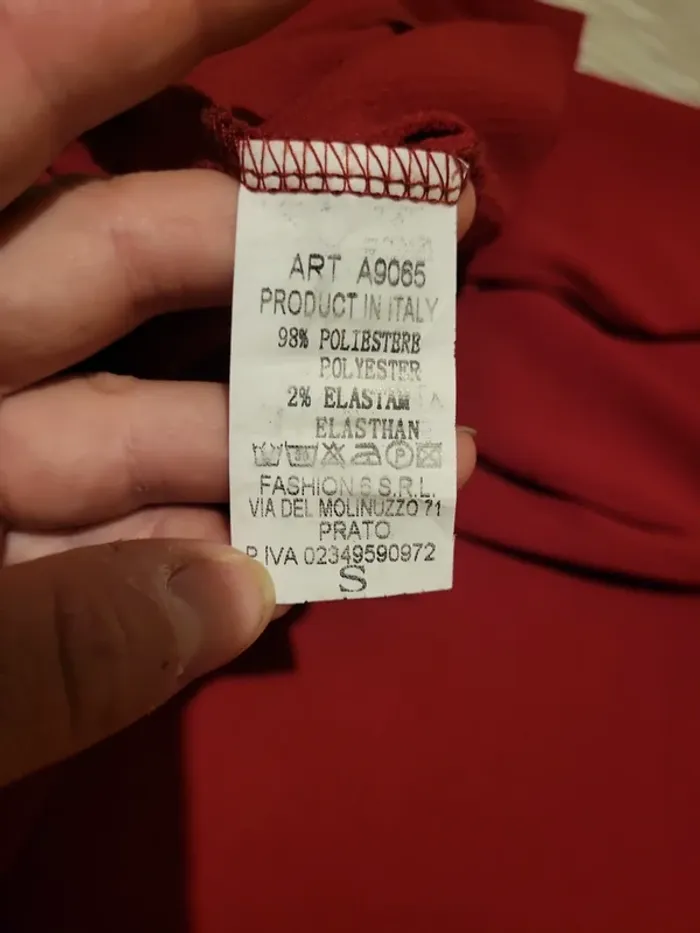 ART A9065
PRODUCT IN ITALY
98% POLIESTERE
POLYESTER
2% ELASTAM
ELASTHAN
FASHION 6 S.R.L.
VIA DEL MOLINUZZO 71
PRATO
P.IVA 02349590972
S